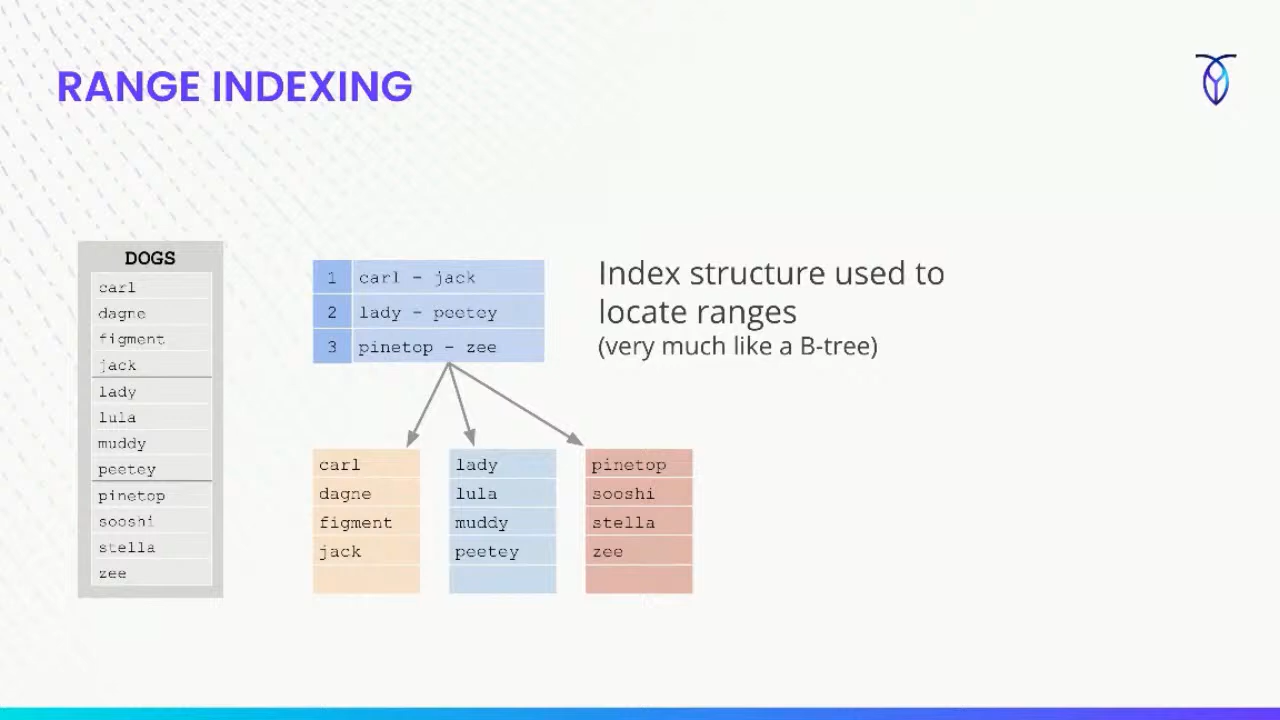 RANGE INDEXING
DOGS
carl
dagne
figment
jack
lady
lula
muddy
peetey
pinetop
sooshi
stella
zee
1 carl - jack
2 lady - peetey
3 pinetop - zee
Index structure used to
locate ranges
(very much like a B-tree)
carl
dagne
figment
jack
lady
lula
muddy
peetey
pinetop
sooshi
stella
zee